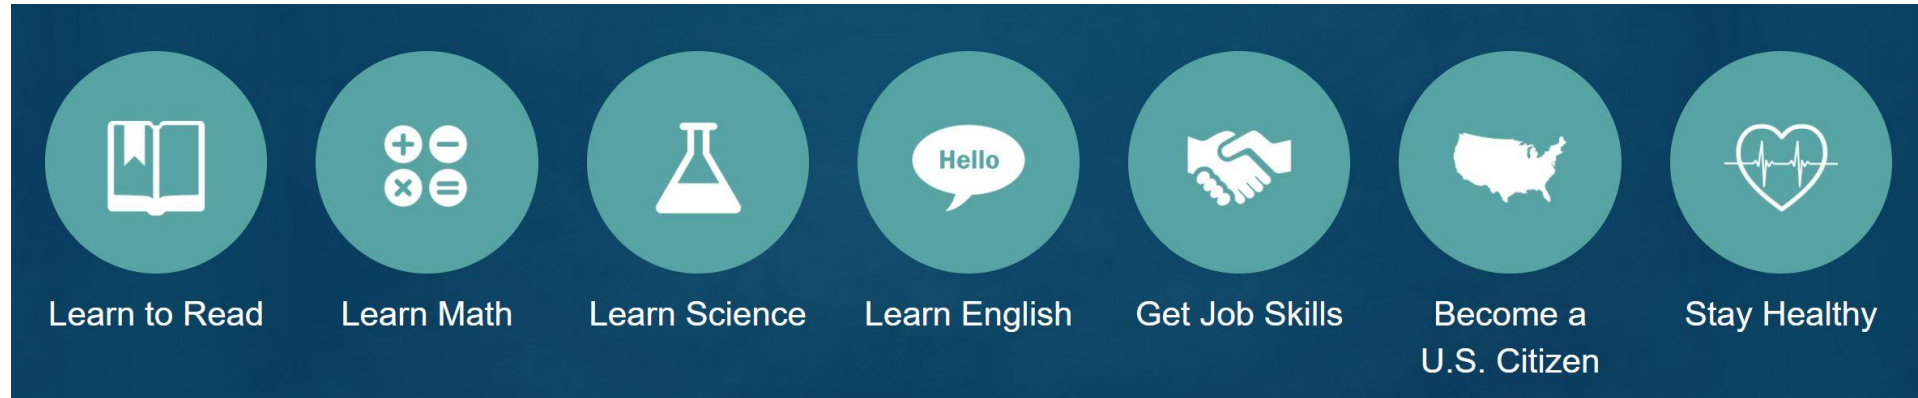 Hello
Learn to Read
Learn Math
Learn Science
Learn English
Get Job Skills
Become a
U.S. Citizen
Stay Healthy